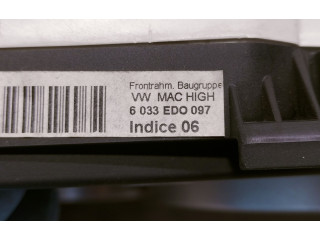 Frontrahm. Baugruppe
VW MAC HIGH
6 033 EDO 097
Indice 06